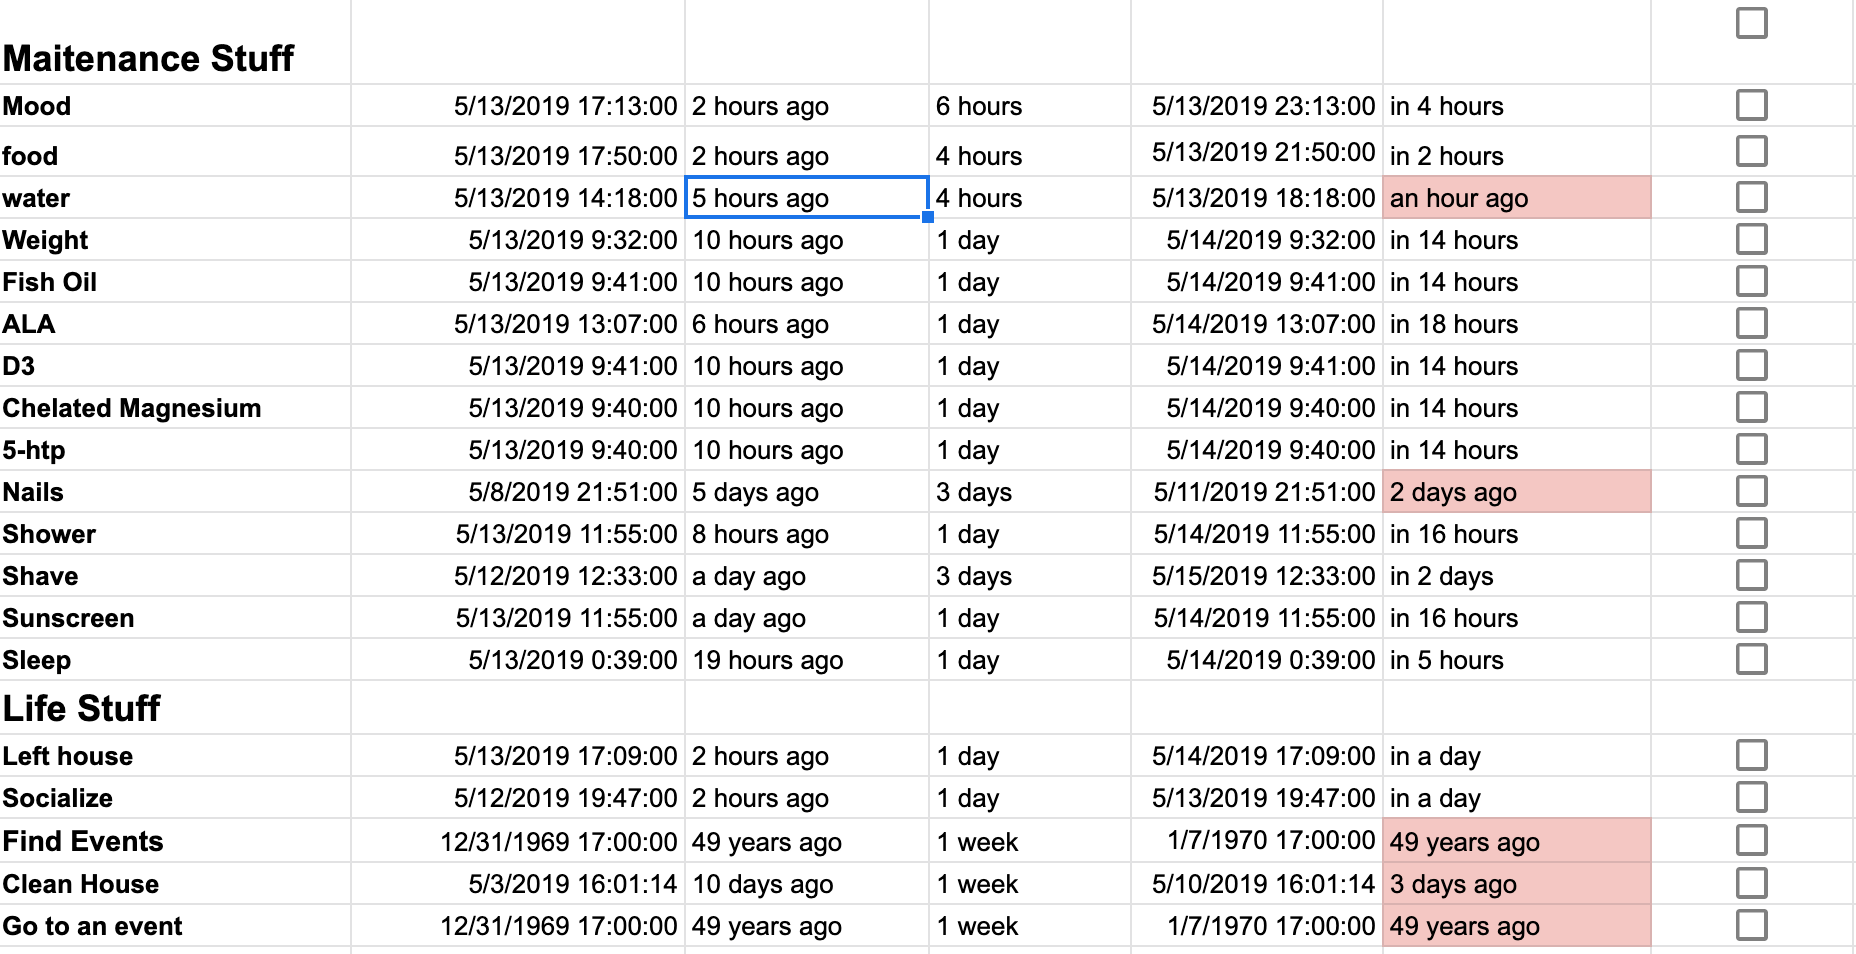 Maitenance Stuff
Mood 5/13/2019 17:13:00 2 hours ago 6 hours 5/13/2019 23:13:00 in 4 hours
food 5/13/2019 17:50:00 2 hours ago 4 hours 5/13/2019 21:50:00 in 2 hours
water 5/13/2019 14:18:00 5 hours ago 4 hours 5/13/2019 18:18:00 an hour ago
Weight 5/13/2019 9:32:00 10 hours ago 1 day 5/14/2019 9:32:00 in 14 hours
Fish Oil 5/13/2019 9:41:00 10 hours ago 1 day 5/14/2019 9:41:00 in 14 hours
ALA 5/13/2019 13:07:00 6 hours ago 1 day 5/14/2019 13:07:00 in 18 hours
D3 5/13/2019 9:41:00 10 hours ago 1 day 5/14/2019 9:41:00 in 14 hours
Chelated Magnesium 5/13/2019 9:40:00 10 hours ago 1 day 5/14/2019 9:40:00 in 14 hours
5-htp 5/13/2019 9:40:00 10 hours ago 1 day 5/14/2019 9:40:00 in 14 hours
Nails 5/8/2019 21:51:00 5 days ago 3 days 5/11/2019 21:51:00 2 days ago
Shower 5/13/2019 11:55:00 8 hours ago 1 day 5/14/2019 11:55:00 in 16 hours
Shave 5/12/2019 12:33:00 a day ago 3 days 5/15/2019 12:33:00 in 2 days
Sunscreen 5/13/2019 11:55:00 a day ago 1 day 5/14/2019 11:55:00 in 16 hours
Sleep 5/13/2019 0:39:00 19 hours ago 1 day 5/14/2019 0:39:00 in 5 hours
Life Stuff
Left house 5/13/2019 17:09:00 2 hours ago 1 day 5/14/2019 17:09:00 in a day
Socialize 5/12/2019 19:47:00 2 hours ago 1 day 5/13/2019 19:47:00 in a day
Find Events 12/31/1969 17:00:00 49 years ago 1 week 1/7/1970 17:00:00 49 years ago
Clean House 5/3/2019 16:01:14 10 days ago 1 week 5/10/2019 16:01:14 3 days ago
Go to an event 12/31/1969 17:00:00 49 years ago 1 week 1/7/1970 17:00:00 49 years ago